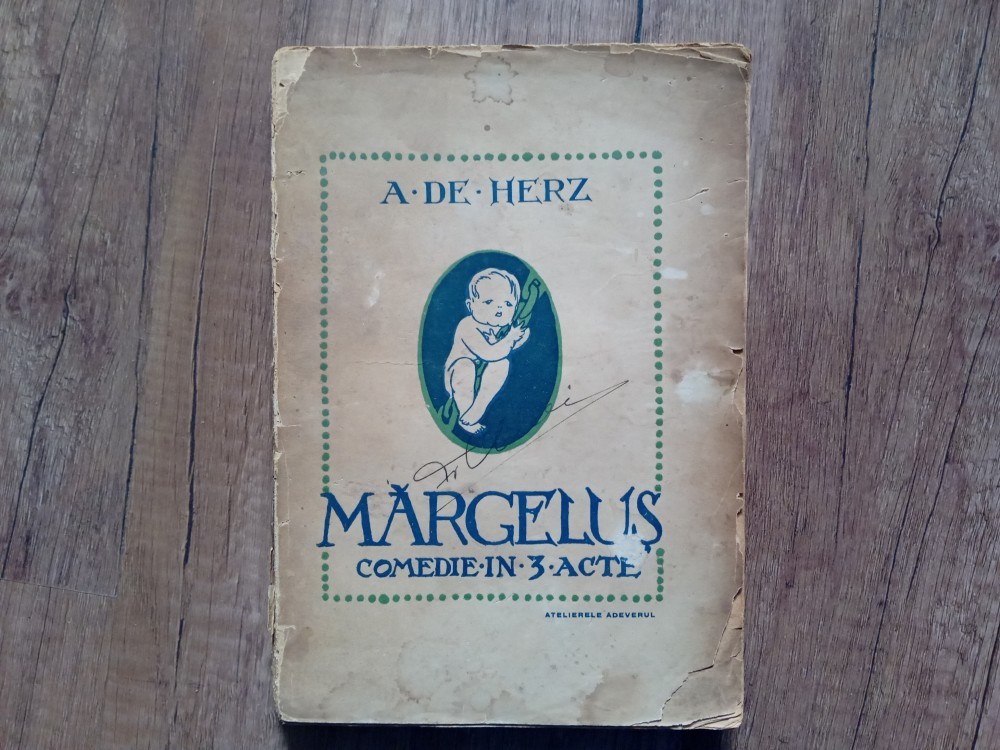 A·DE·HERZ
MĂRGELUȘ
COMEDIE·IN·3·ACTE
ATELIERELE ADEVERUL